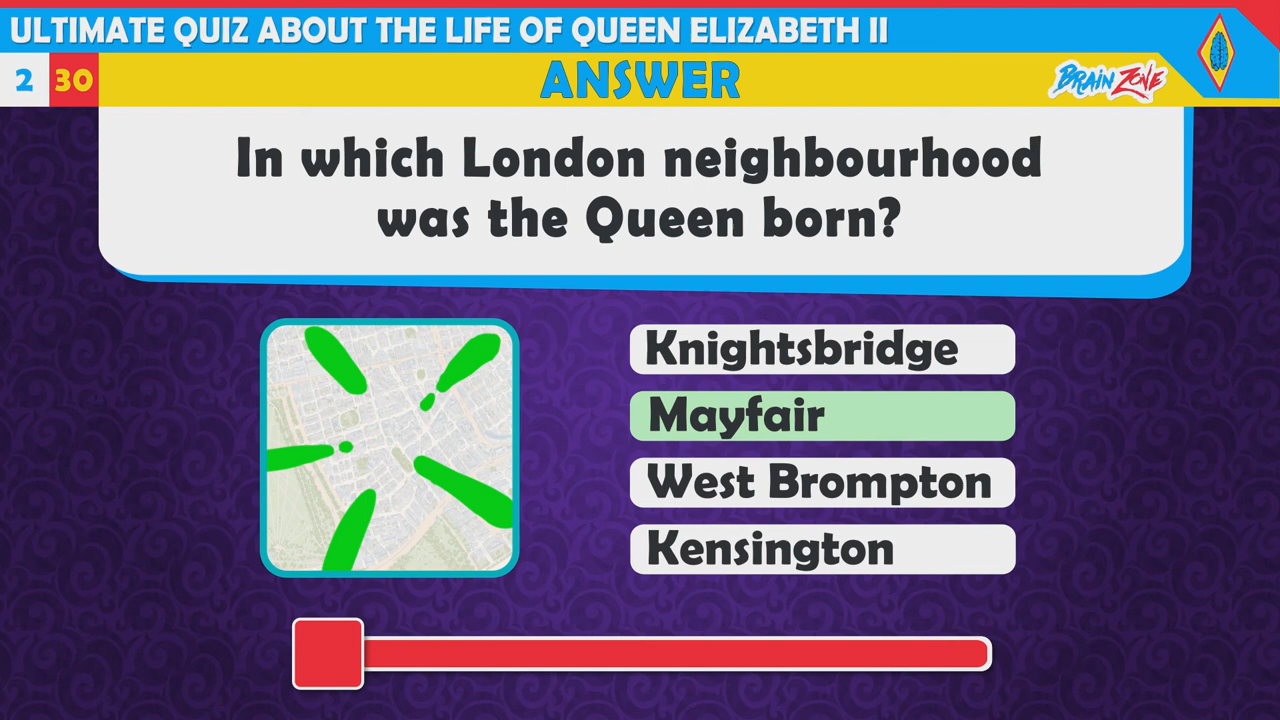 ULTIMATE QUIZ ABOUT THE LIFE OF QUEEN ELIZABETH II
2 30 ANSWER BRAIN ZONE
In which London neighbourhood
was the Queen born?
Knightsbridge
Mayfair
West Brompton
Kensington